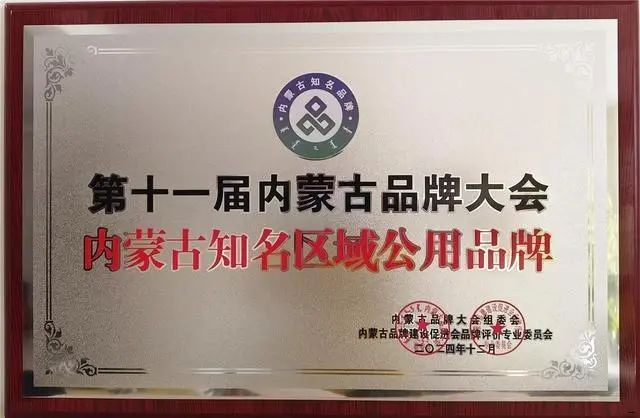 内蒙古知名品牌
第十一届内蒙古品牌大会
内蒙古知名区域公用品牌
内蒙古品牌大会组委会
内蒙古品牌建设促进会品牌评价专业委员会
二〇二四年十二月